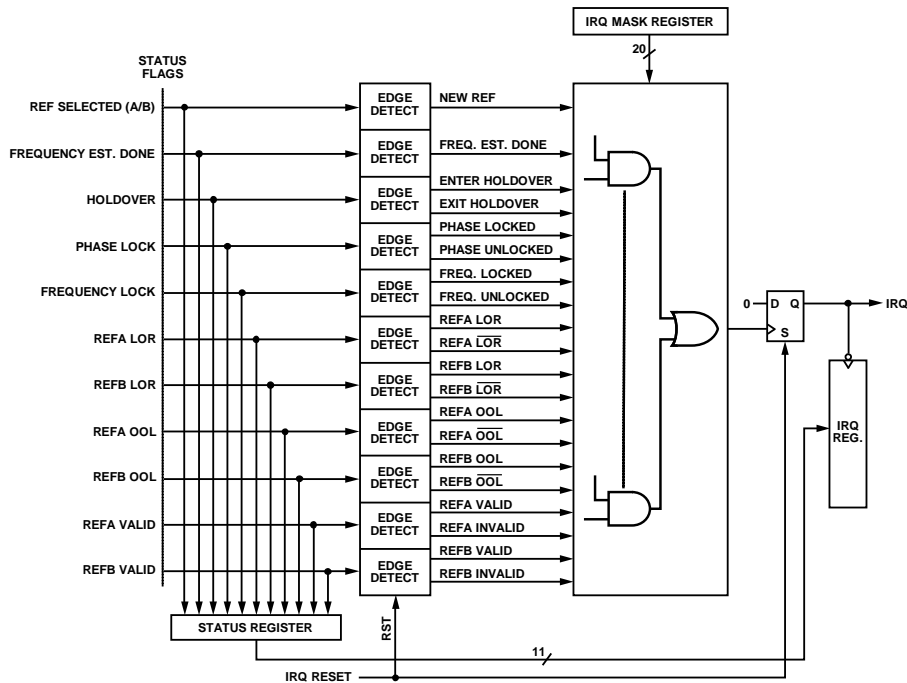 IRQ MASK REGISTER
20
STATUS
FLAGS
REF SELECTED (A/B)
FREQUENCY EST. DONE
HOLDOVER
PHASE LOCK
FREQUENCY LOCK
REFA LOR
REFB LOR
REFA OOL
REFB OOL
REFA VALID
REFB VALID
EDGE
DETECT
EDGE
DETECT
EDGE
DETECT
EDGE
DETECT
EDGE
DETECT
EDGE
DETECT
EDGE
DETECT
EDGE
DETECT
EDGE
DETECT
EDGE
DETECT
EDGE
DETECT
NEW REF
FREQ. EST. DONE
ENTER HOLDOVER
EXIT HOLDOVER
PHASE LOCKED
PHASE UNLOCKED
FREQ. LOCKED
FREQ. UNLOCKED
REFA LOR
REFA L̅O̅R̅
REFB LOR
REFB L̅O̅R̅
REFA OOL
REFA O̅O̅L̅
REFB OOL
REFB O̅O̅L̅
REFA VALID
REFA INVALID
REFB VALID
REFB INVALID
0
D Q
S
IRQ
IRQ
REG.
STATUS REGISTER
RST
11
IRQ RESET